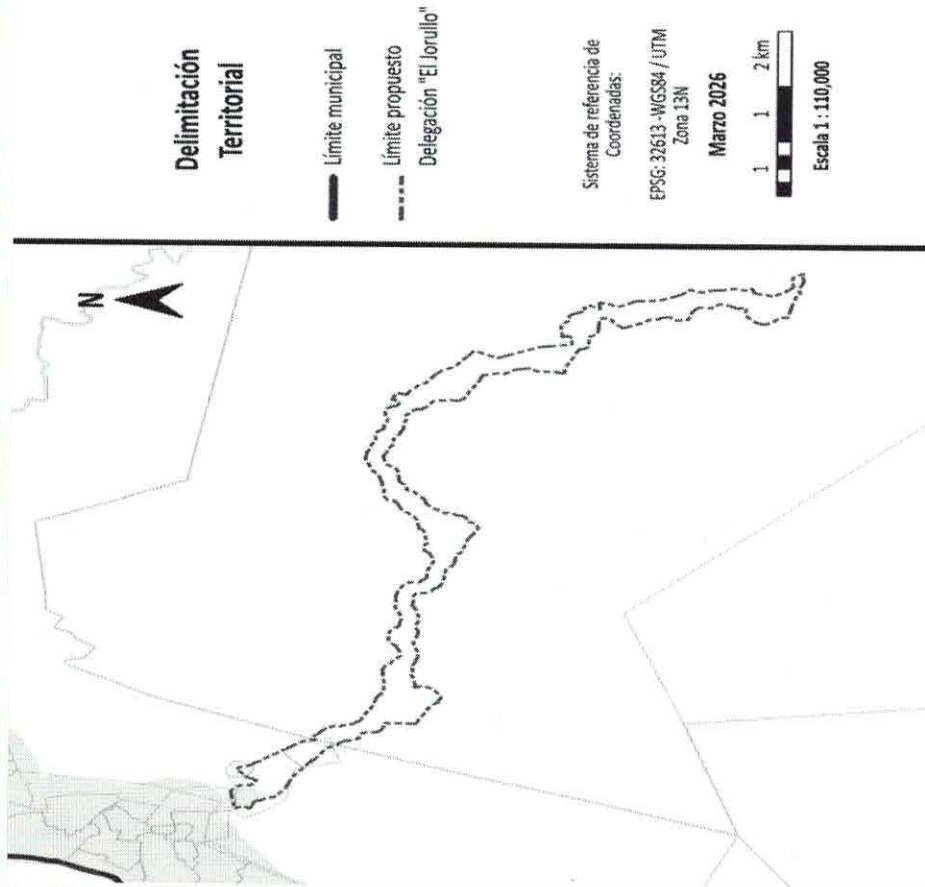 Delimitación
Territorial
Límite municipal
Límite propuesto
Delegación "El Jorullo"
Sistema de referencia de
Coordenadas:
EPSG: 32613 -WGS84 / UTM
Zona 13N
Marzo 2026
1 1 2 km
Escala 1 : 110,000
N